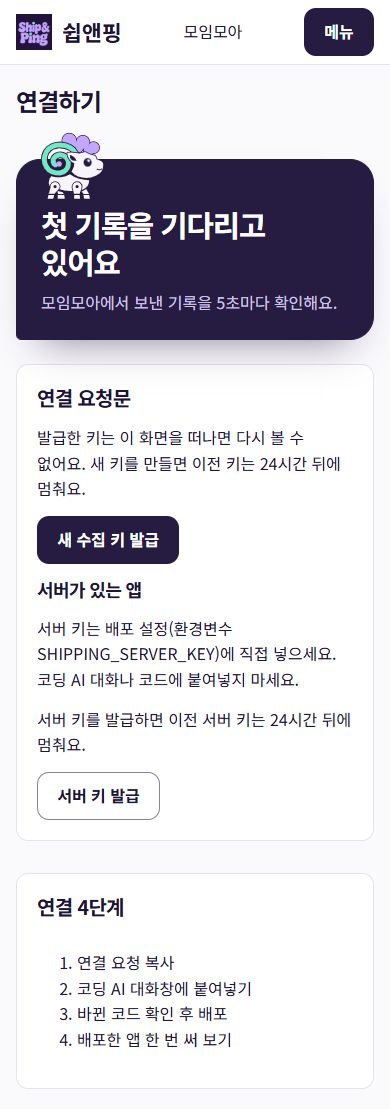 Ship&
Ping
쉽앤핑
모임모아
메뉴
연결하기
첫 기록을 기다리고
있어요
모임모아에서 보낸 기록을 5초마다 확인해요.
연결 요청문
발급한 키는 이 화면을 떠나면 다시 볼 수
없어요. 새 키를 만들면 이전 키는 24시간 뒤에
멈춰요.
새 수집 키 발급
서버가 있는 앱
서버 키는 배포 설정(환경변수
SHIPPING_SERVER_KEY)에 직접 넣으세요.
코딩 AI 대화나 코드에 붙여넣지 마세요.
서버 키를 발급하면 이전 서버 키는 24시간 뒤에
멈춰요.
서버 키 발급
연결 4단계
1. 연결 요청 복사
2. 코딩 AI 대화창에 붙여넣기
3. 바뀐 코드 확인 후 배포
4. 배포한 앱 한 번 써 보기